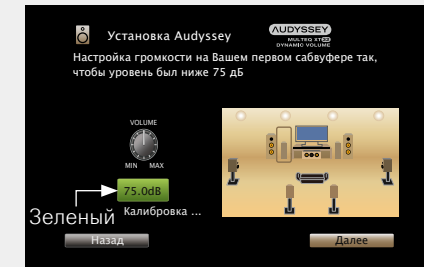 Установка Audyssey
AUDYSSEY
MULTEQ XT32
DYNAMIC VOLUME
Настройка громкости на Вашем первом сабвуфере так,
чтобы уровень был ниже 75 дБ
VOLUME
MIN MAX
75.0dB
Зеленый
Калибровка ...
Назад
Далее